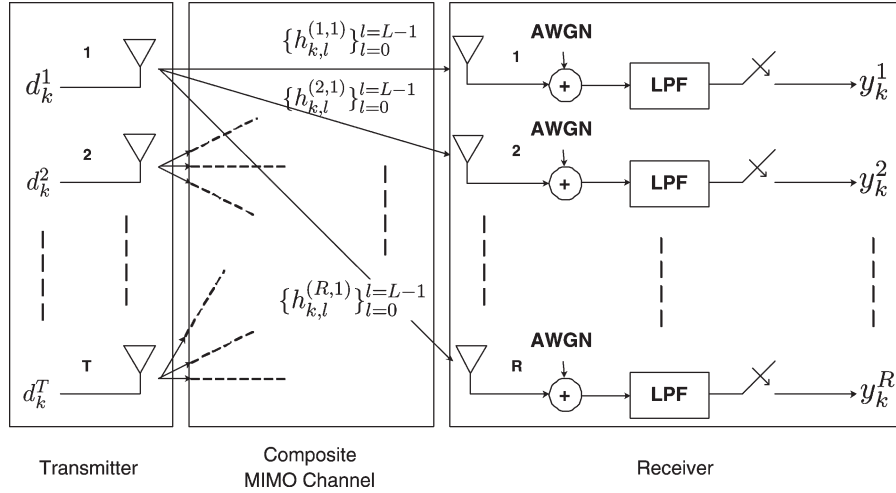 1
d_k^1
{h_{k,l}^{(1,1)}}_{l=0}^{l=L-1}
1
AWGN
+
LPF
y_k^1
{h_{k,l}^{(2,1)}}_{l=0}^{l=L-1}
2
d_k^2
2
AWGN
+
LPF
y_k^2
{h_{k,l}^{(R,1)}}_{l=0}^{l=L-1}
T
d_k^T
R
AWGN
+
LPF
y_k^R
Transmitter
Composite
MIMO Channel
Receiver